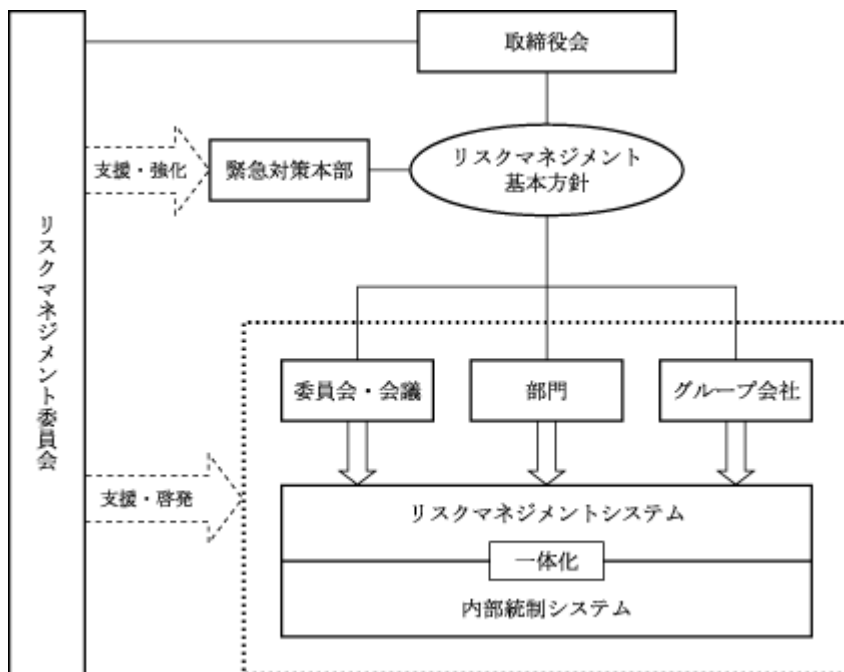 取締役会
支援・強化
緊急対策本部
リスクマネジメント
基本方針
リスクマネジメント委員会
委員会・会議
部門
グループ会社
支援・啓発
リスクマネジメントシステム
一体化
内部統制システム